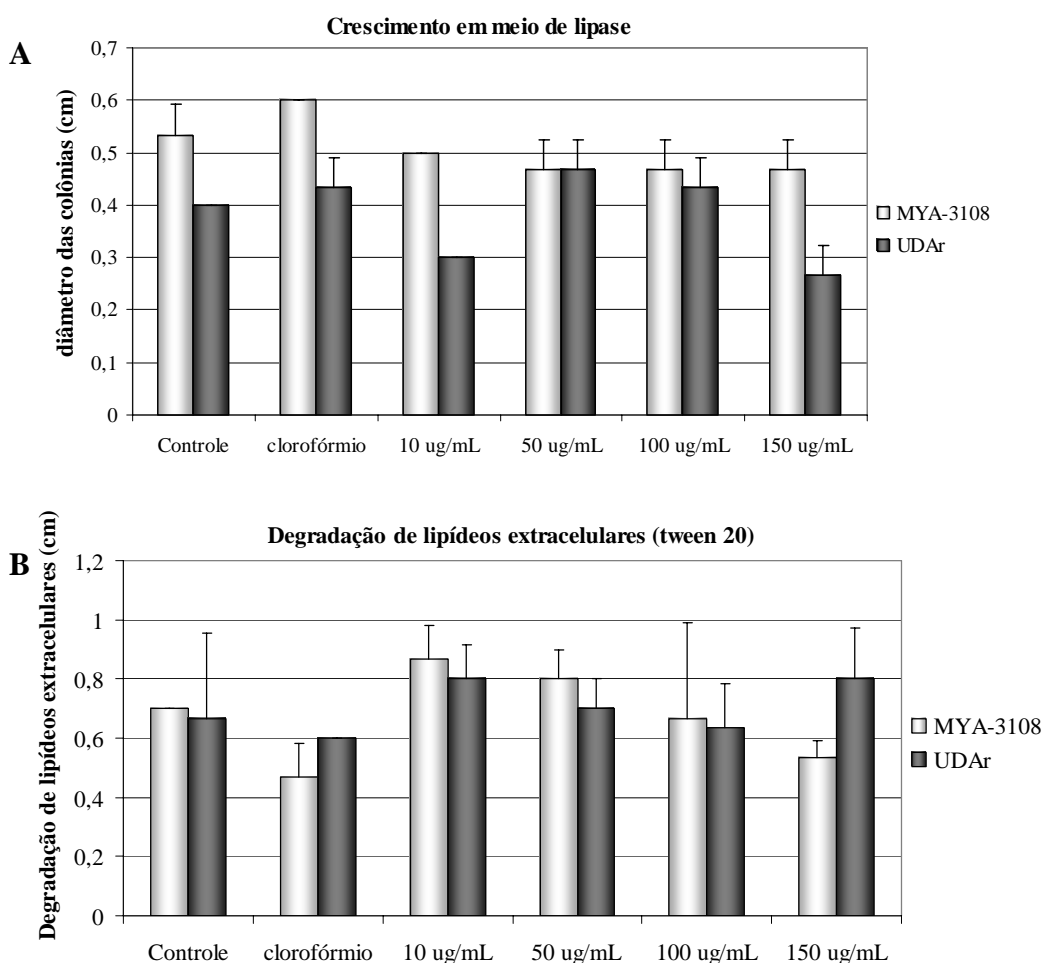 A
Crescimento em meio de lipase
diâmetro das colônias (cm)
0,7
0,6
0,5
0,4
0,3
0,2
0,1
0
Controle
clorofórmio
10 ug/mL
50 ug/mL
100 ug/mL
150 ug/mL
MYA-3108
UDAr
B
Degradação de lipídeos extracelulares (tween 20)
Degradação de lipídeos extracelulares (cm)
1,2
1
0,8
0,6
0,4
0,2
0
Controle
clorofórmio
10 ug/mL
50 ug/mL
100 ug/mL
150 ug/mL
MYA-3108
UDAr